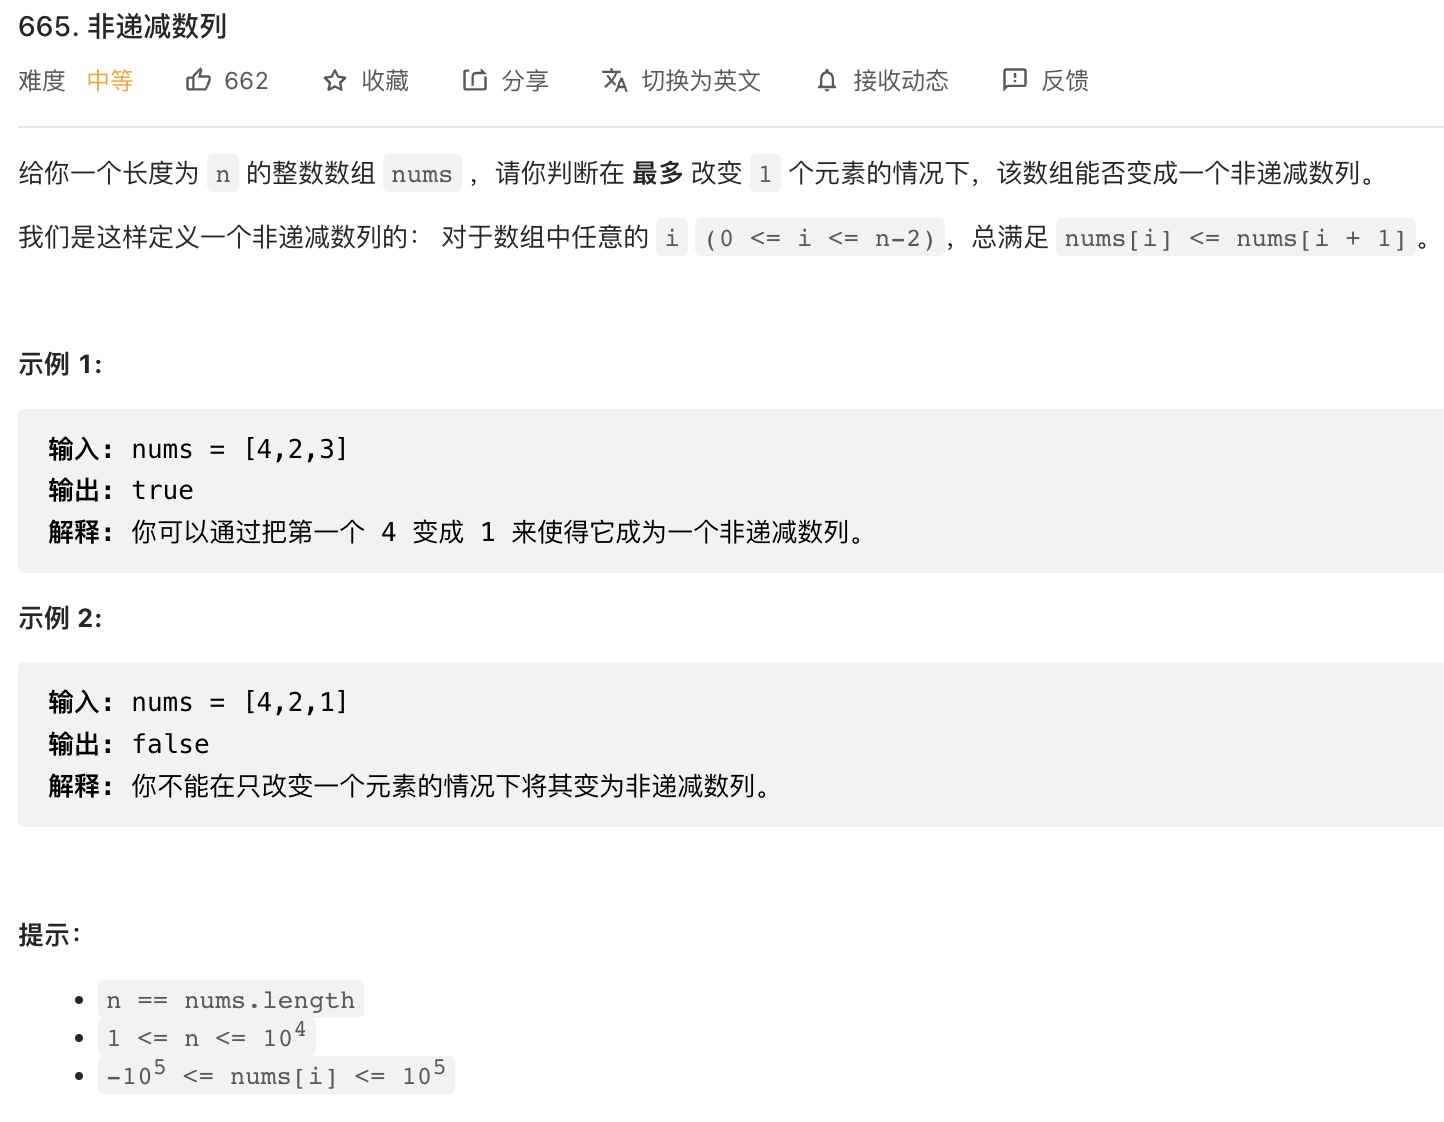 665. 非递减数列
难度 中等 662 收藏 分享 切换为英文 接收动态 反馈
给你一个长度为 n 的整数数组 nums ，请你判断在 最多 改变 1 个元素的情况下，该数组能否变成一个非递减数列。
我们是这样定义一个非递减数列的： 对于数组中任意的 i (0 <= i <= n-2)，总满足 nums[i] <= nums[i + 1]。
示例 1:
输入: nums = [4,2,3]
输出: true
解释: 你可以通过把第一个 4 变成 1 来使得它成为一个非递减数列。
示例 2:
输入: nums = [4,2,1]
输出: false
解释: 你不能在只改变一个元素的情况下将其变为非递减数列。
提示：
n == nums.length
1 <= n <= 10⁴
-10⁵ <= nums[i] <= 10⁵